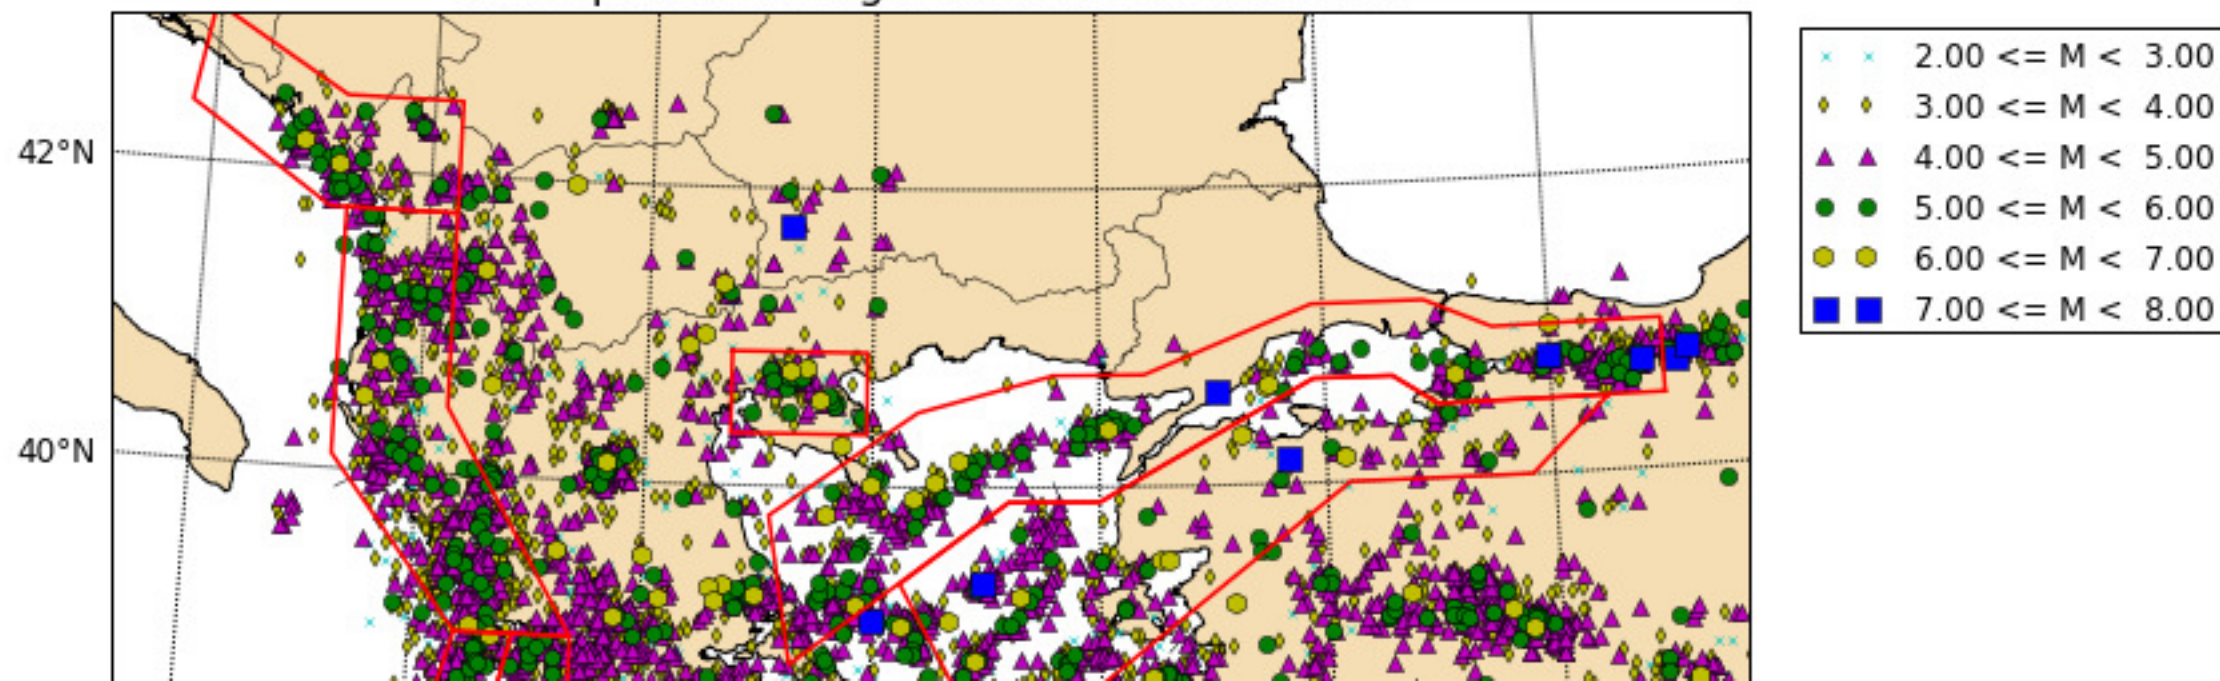 2.00 <= M < 3.00
3.00 <= M < 4.00
42°N
4.00 <= M < 5.00
5.00 <= M < 6.00
6.00 <= M < 7.00
7.00 <= M < 8.00
40°N